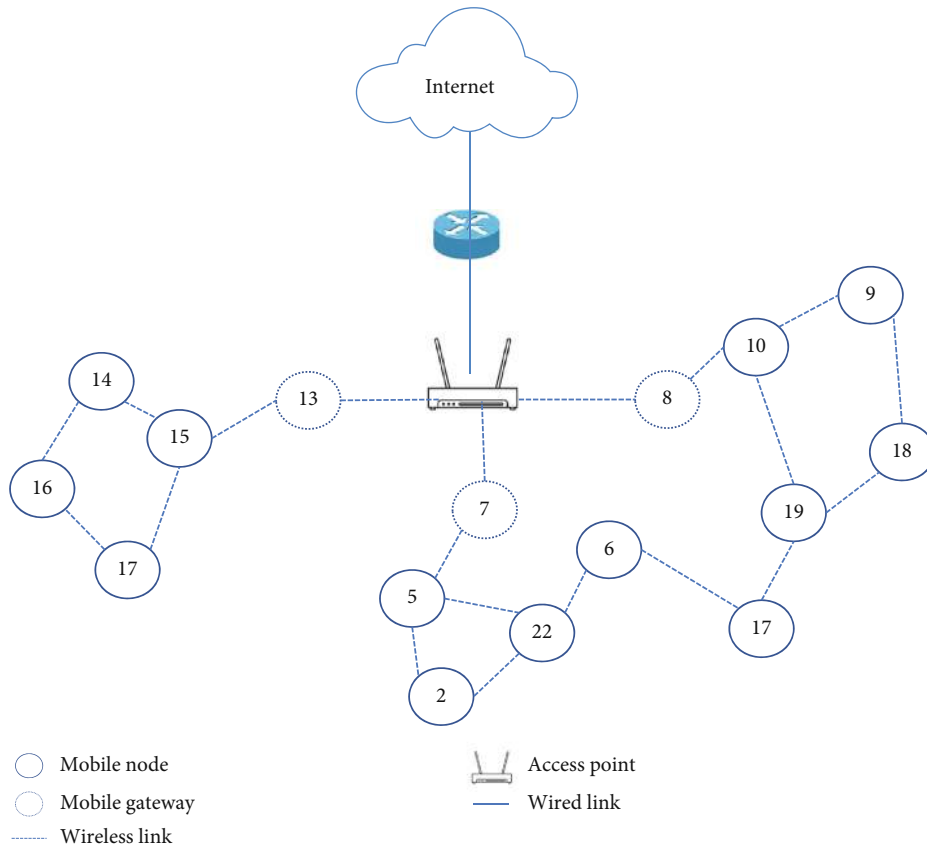 Internet
9
10
14
13
8
15
18
16
7
19
6
17
5
17
22
2
Mobile node
Access point
Mobile gateway
Wired link
Wireless link